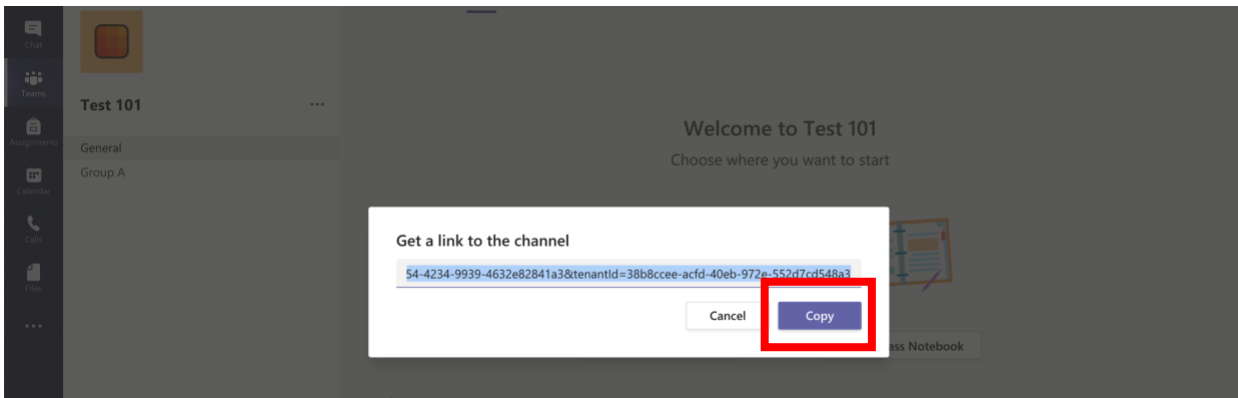 Chat
Teams
Assignments
Calendar
Calls
Files
Test 101
General
Group A
Welcome to Test 101
Choose where you want to start
Get a link to the channel
54-4234-9939-4632e82841a3&tenantId=38b8ccee-acfd-40eb-972e-552d7cd548a3
Cancel
Copy
ass Notebook